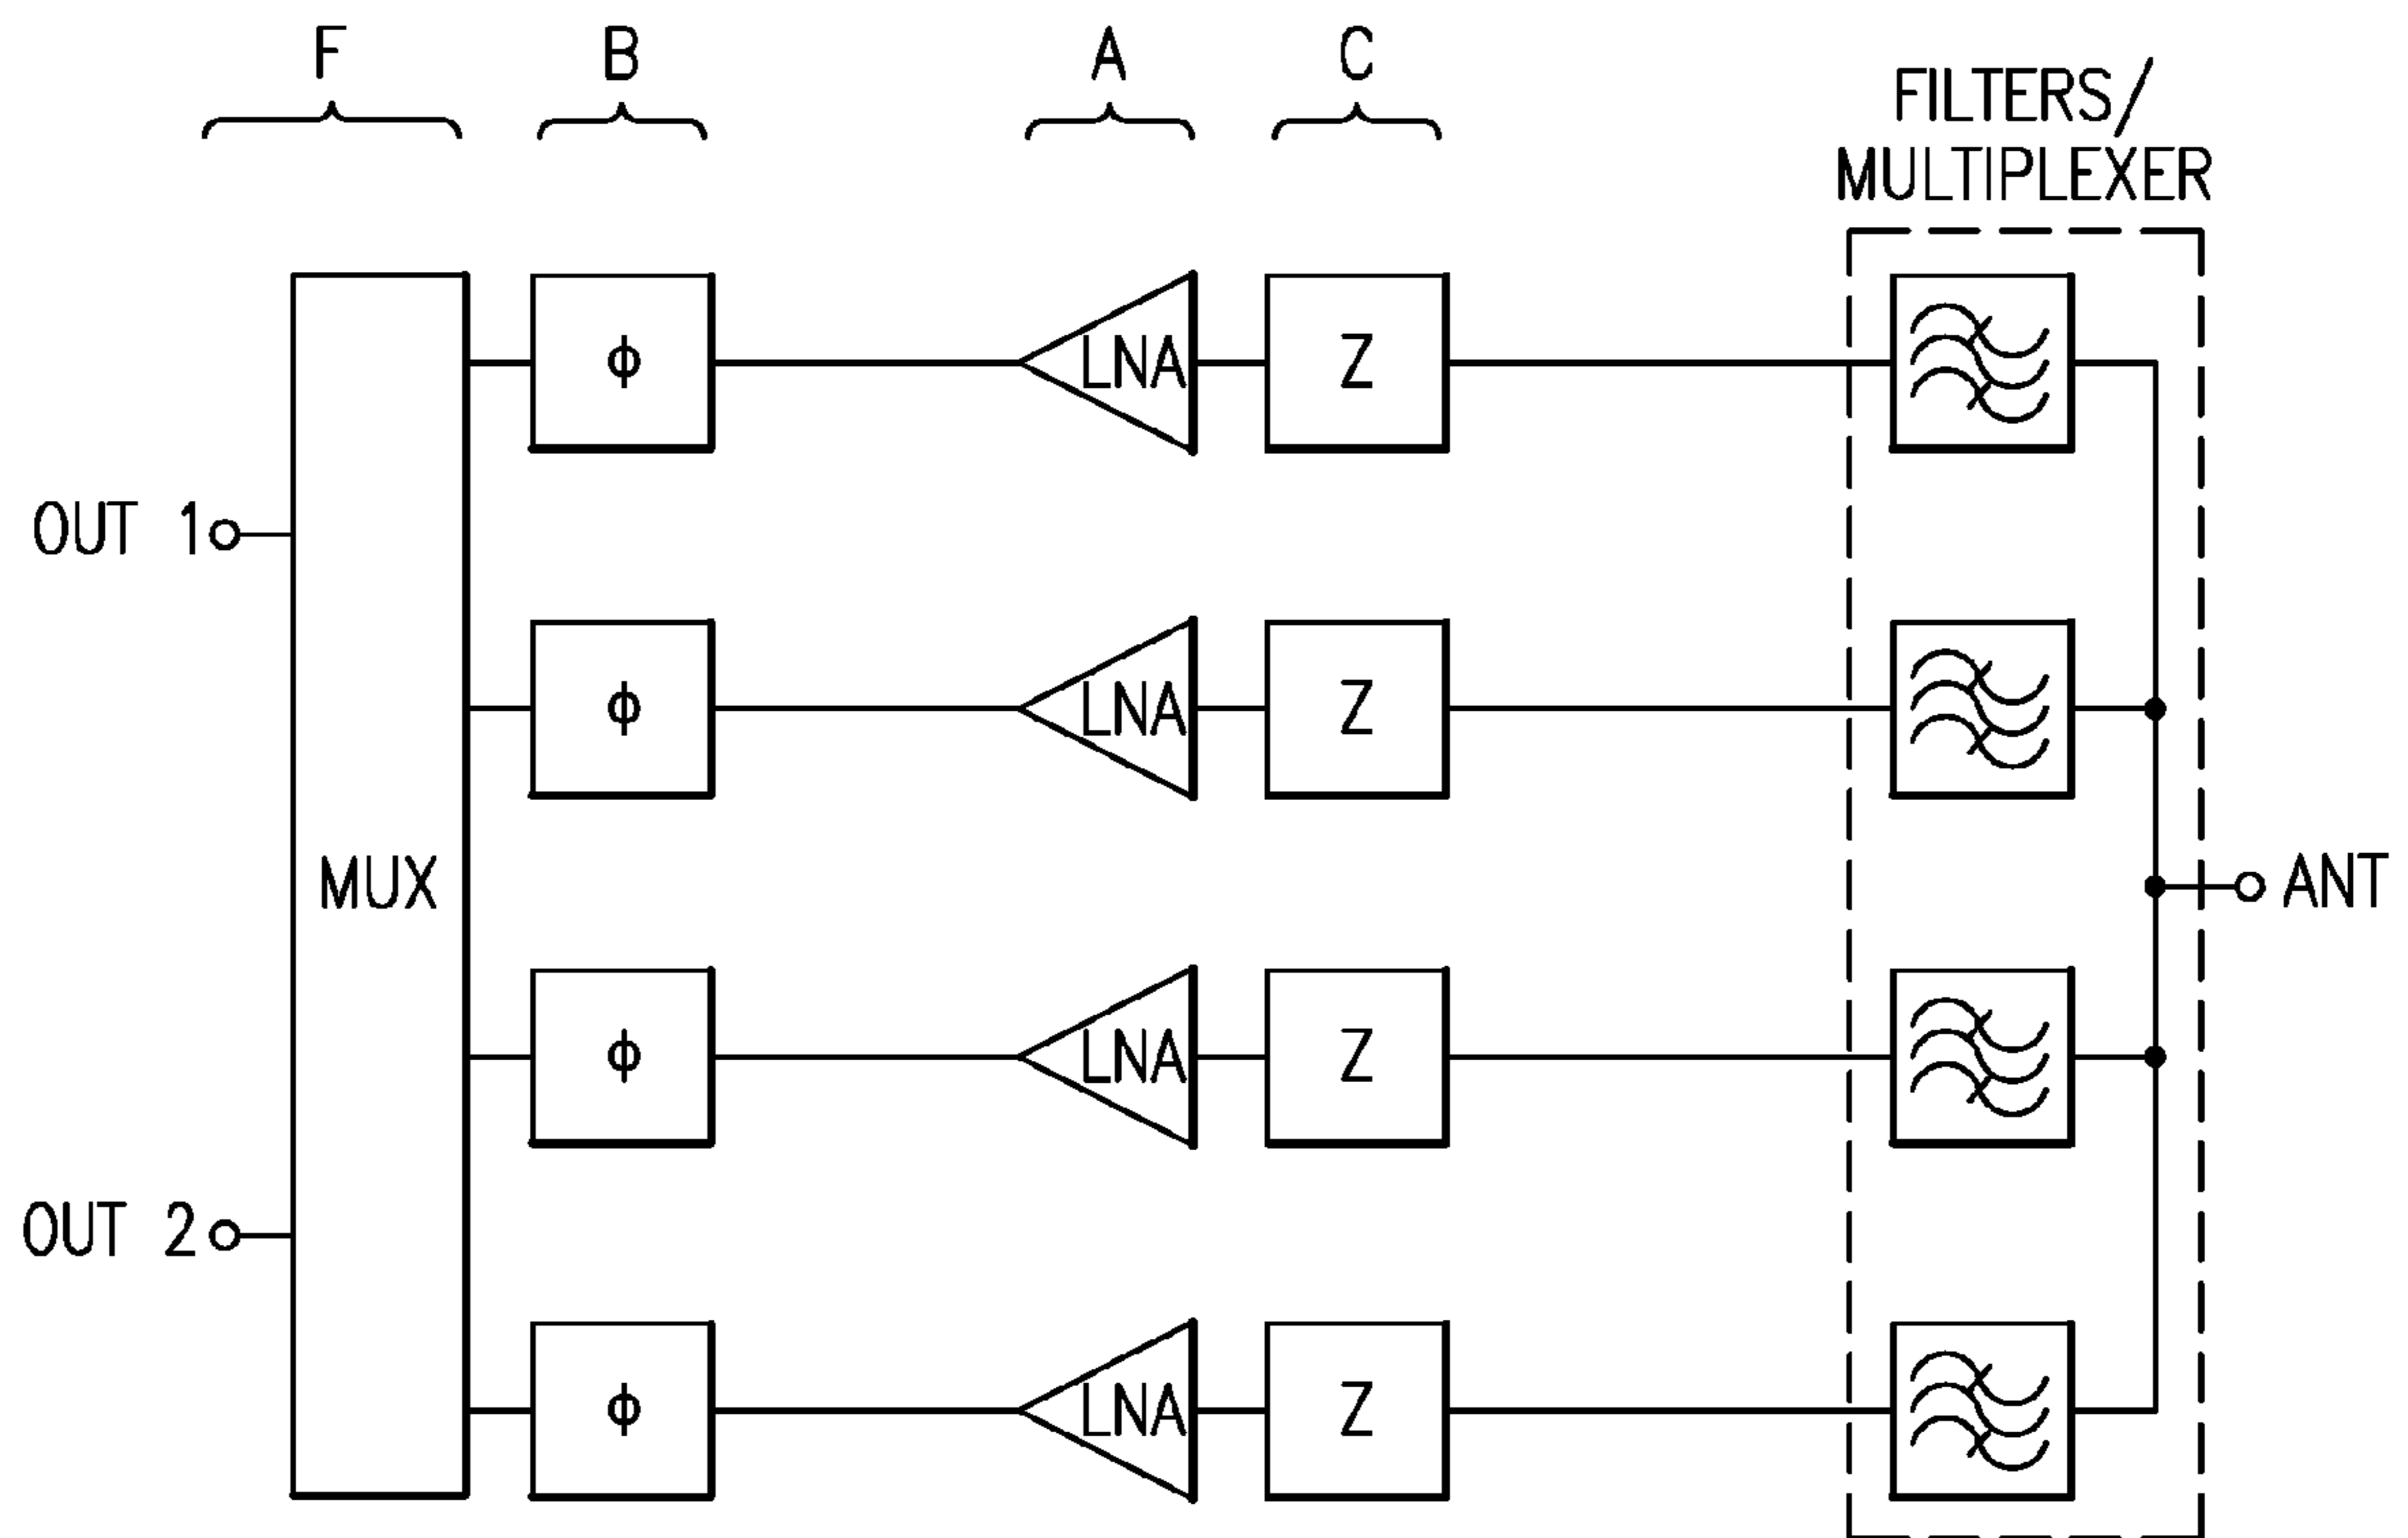 F
B
A
C
FILTERS/
MULTIPLEXER
ϕ
LNA
Z
OUT 1
ϕ
LNA
Z
MUX
ANT
ϕ
LNA
Z
OUT 2
ϕ
LNA
Z